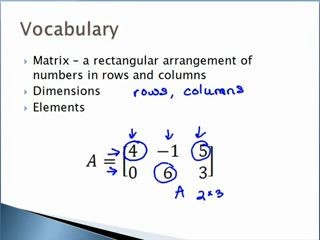 Vocabulary
Matrix – a rectangular arrangement of
numbers in rows and columns
Dimensions rows, columns
Elements
A = [4 -1 5
0 6 3]
A 2×3